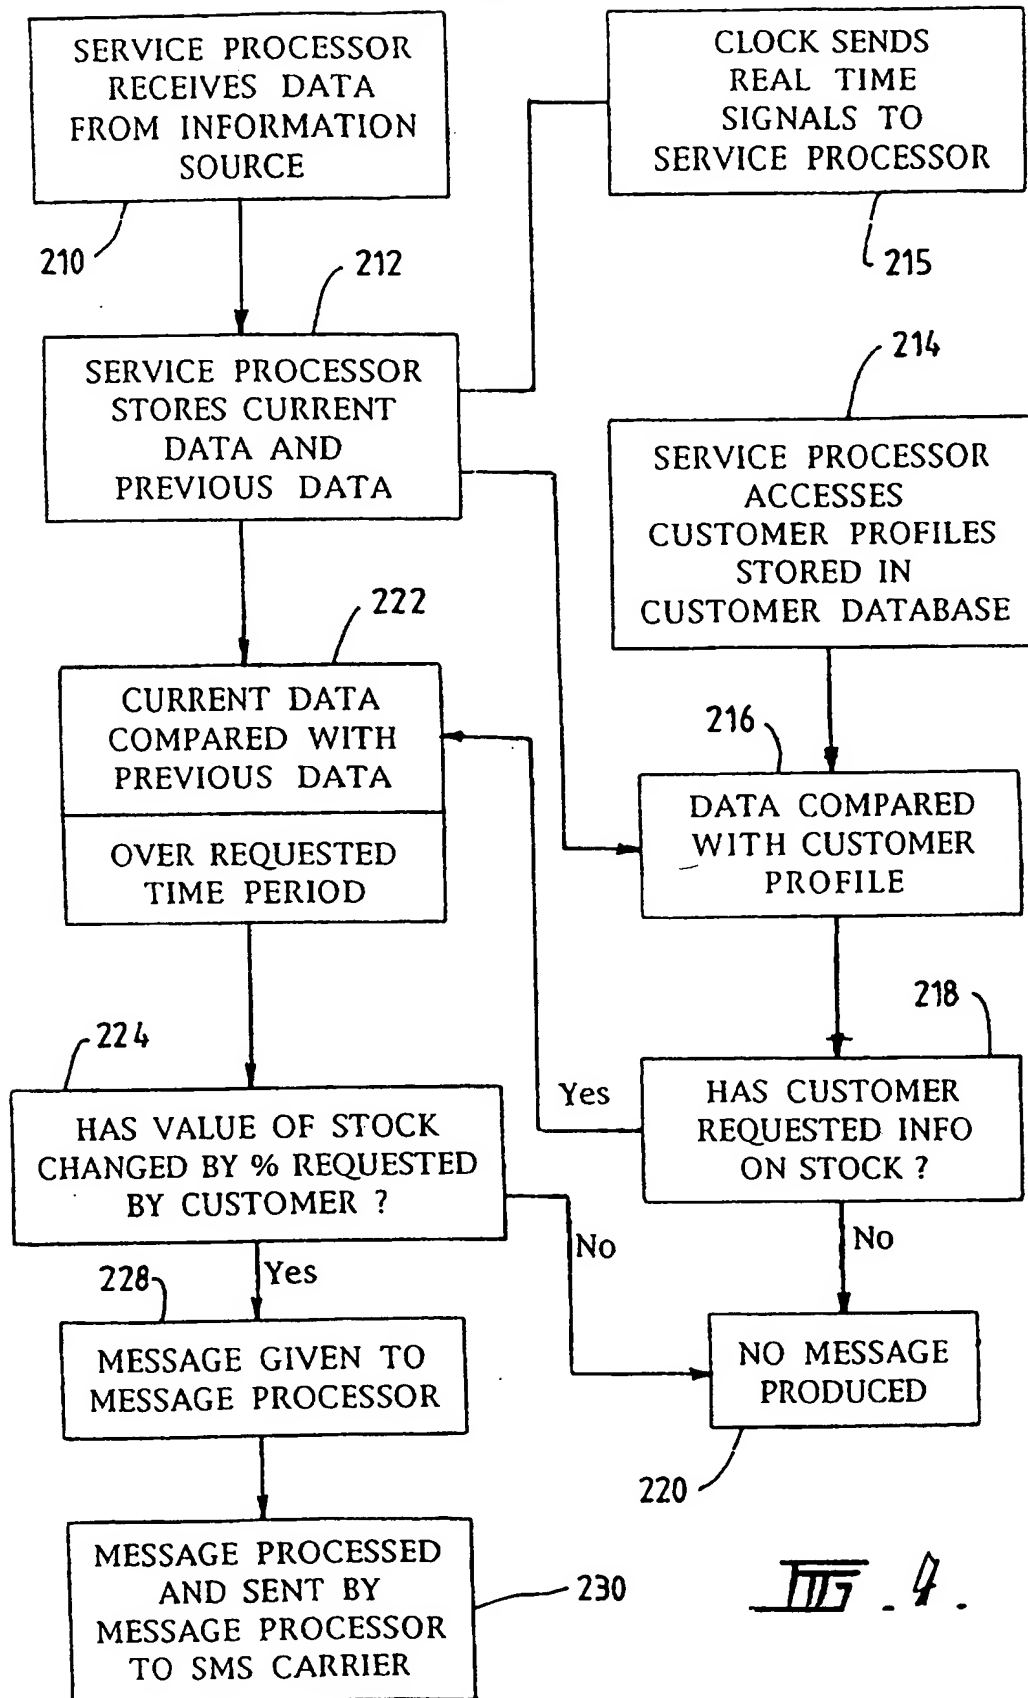 SERVICE PROCESSOR
RECEIVES DATA
FROM INFORMATION
SOURCE
210
CLOCK SENDS
REAL TIME
SIGNALS TO
SERVICE PROCESSOR
215
212
SERVICE PROCESSOR
STORES CURRENT
DATA AND
PREVIOUS DATA
214
SERVICE PROCESSOR
ACCESSES
CUSTOMER PROFILES
STORED IN
CUSTOMER DATABASE
222
CURRENT DATA
COMPARED WITH
PREVIOUS DATA
OVER REQUESTED
TIME PERIOD
216
DATA COMPARED
WITH CUSTOMER
PROFILE
218
HAS CUSTOMER
REQUESTED INFO
ON STOCK ?
Yes
No
224
HAS VALUE OF STOCK
CHANGED BY % REQUESTED
BY CUSTOMER ?
No
Yes
228
MESSAGE GIVEN TO
MESSAGE PROCESSOR
NO MESSAGE
PRODUCED
220
MESSAGE PROCESSED
AND SENT BY
MESSAGE PROCESSOR
TO SMS CARRIER
230
FIG. 4.